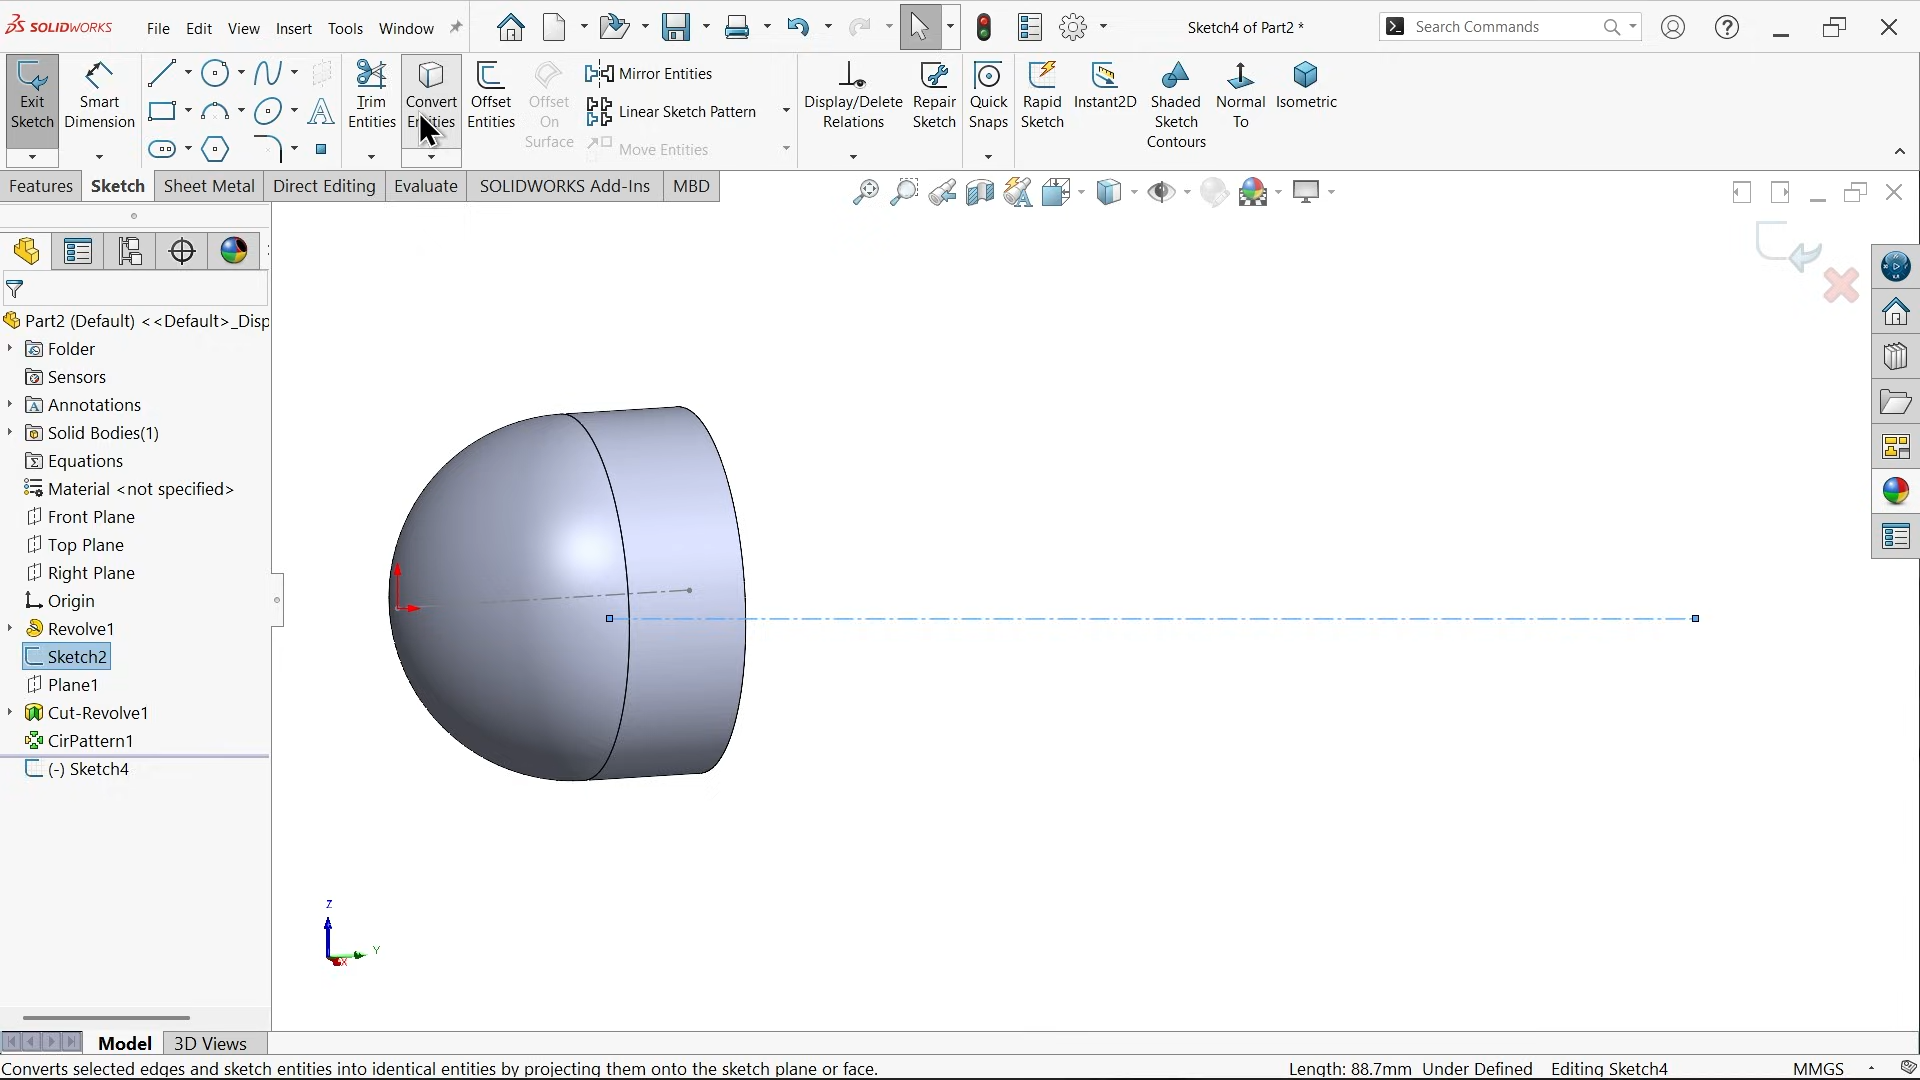 SOLIDWORKS File Edit View Insert Tools Window Sketch4 of Part2 * Search Commands
Exit Sketch
Smart Dimension
Trim Entities
Convert Entities
Offset Entities
Offset On Surface
Mirror Entities
Linear Sketch Pattern
Move Entities
Display/Delete Relations
Repair Sketch
Quick Snaps
Rapid Sketch
Instant2D
Shaded Sketch Contours
Normal To
Isometric
Features Sketch Sheet Metal Direct Editing Evaluate SOLIDWORKS Add-Ins MBD
Part2 (Default) <<Default>_Disp
Folder
Sensors
Annotations
Solid Bodies(1)
Equations
Material <not specified>
Front Plane
Top Plane
Right Plane
Origin
Revolve1
Sketch2
Plane1
Cut-Revolve1
CirPattern1
(-) Sketch4
Z
Y
X
Model 3D Views
Converts selected edges and sketch entities into identical entities by projecting them onto the sketch plane or face. Length: 88.7mm Under Defined Editing Sketch4 MMGS